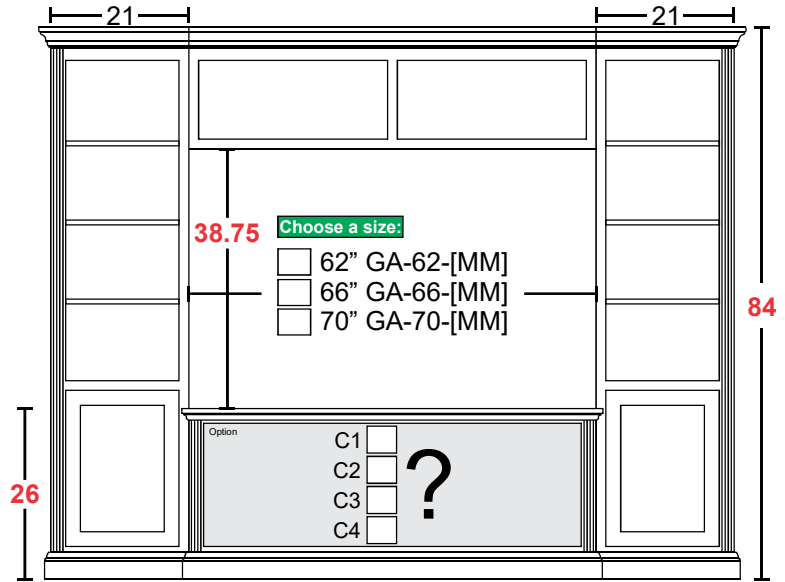 21
21
38.75
Choose a size:
62” GA-62-[MM]
66” GA-66-[MM]
70” GA-70-[MM]
84
26
Option
C1
C2
C3
C4
?